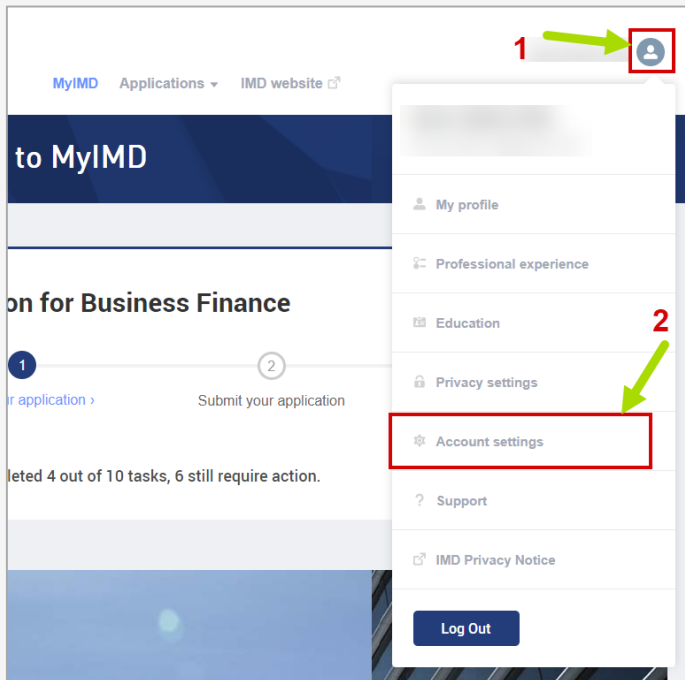 1
MyIMD Applications IMD website
to MyIMD
My profile
Professional experience
on for Business Finance
Education
2
1
2
Privacy settings
r application ›
Submit your application
Account settings
leted 4 out of 10 tasks, 6 still require action.
? Support
IMD Privacy Notice
Log Out